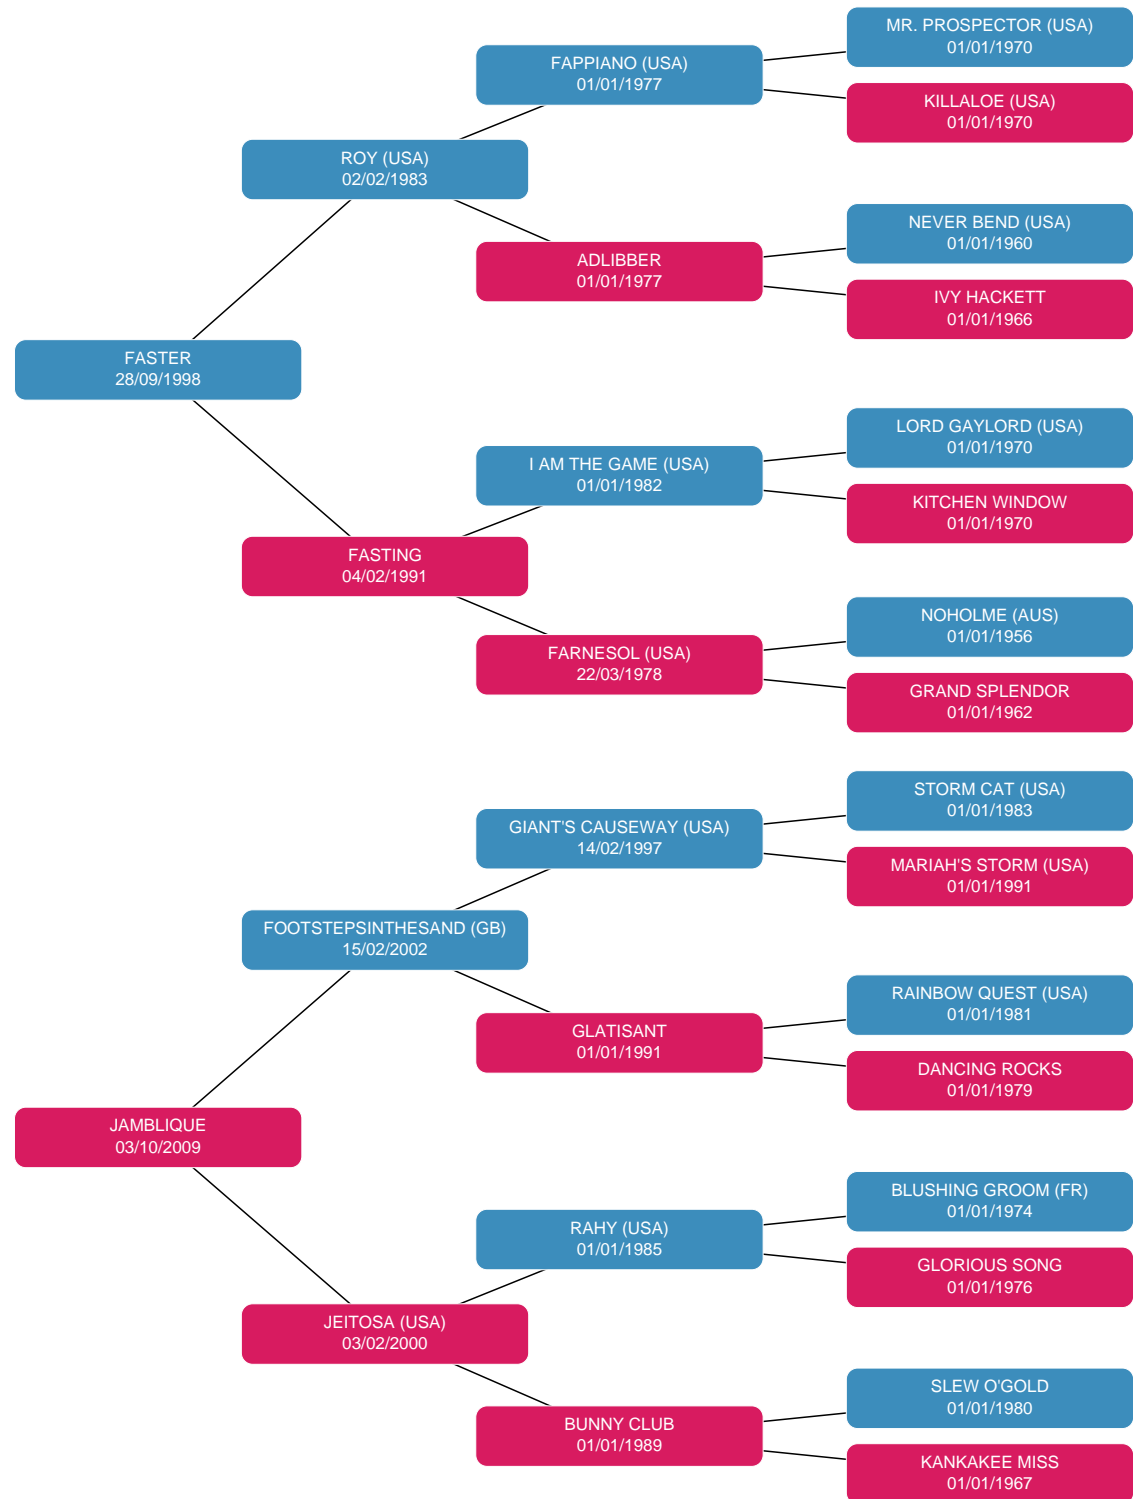 MR. PROSPECTOR (USA)
01/01/1970
FAPPIANO (USA)
01/01/1977
KILLALOE (USA)
01/01/1970
ROY (USA)
02/02/1983
NEVER BEND (USA)
01/01/1960
ADLIBBER
01/01/1977
IVY HACKETT
01/01/1966
FASTER
28/09/1998
LORD GAYLORD (USA)
01/01/1970
I AM THE GAME (USA)
01/01/1982
KITCHEN WINDOW
01/01/1970
FASTING
04/02/1991
NOHOLME (AUS)
01/01/1956
FARNESOL (USA)
22/03/1978
GRAND SPLENDOR
01/01/1962
STORM CAT (USA)
01/01/1983
GIANT'S CAUSEWAY (USA)
14/02/1997
MARIAH'S STORM (USA)
01/01/1991
FOOTSTEPSINTHESAND (GB)
15/02/2002
RAINBOW QUEST (USA)
01/01/1981
GLATISANT
01/01/1991
DANCING ROCKS
01/01/1979
JAMBLIQUE
03/10/2009
BLUSHING GROOM (FR)
01/01/1974
RAHY (USA)
01/01/1985
GLORIOUS SONG
01/01/1976
JEITOSA (USA)
03/02/2000
SLEW O'GOLD
01/01/1980
BUNNY CLUB
01/01/1989
KANKAKEE MISS
01/01/1967